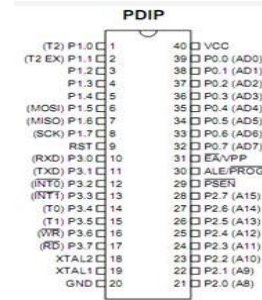 PDIP
(T2) P1.0 1 40 VCC
(T2 EX) P1.1 2 39 P0.0 (AD0)
P1.2 3 38 P0.1 (AD1)
P1.3 4 37 P0.2 (AD2)
P1.4 5 36 P0.3 (AD3)
(MOSI) P1.5 6 35 P0.4 (AD4)
(MISO) P1.6 7 34 P0.5 (AD5)
(SCK) P1.7 8 33 P0.6 (AD6)
RST 9 32 P0.7 (AD7)
(RXD) P3.0 10 31 EA/VPP
(TXD) P3.1 11 30 ALE/PROG
(INT0) P3.2 12 29 PSEN
(INT1) P3.3 13 28 P2.7 (A15)
(T0) P3.4 14 27 P2.6 (A14)
(T1) P3.5 15 26 P2.5 (A13)
(WR) P3.6 16 25 P2.4 (A12)
(RD) P3.7 17 24 P2.3 (A11)
XTAL2 18 23 P2.2 (A10)
XTAL1 19 22 P2.1 (A9)
GND 20 21 P2.0 (A8)